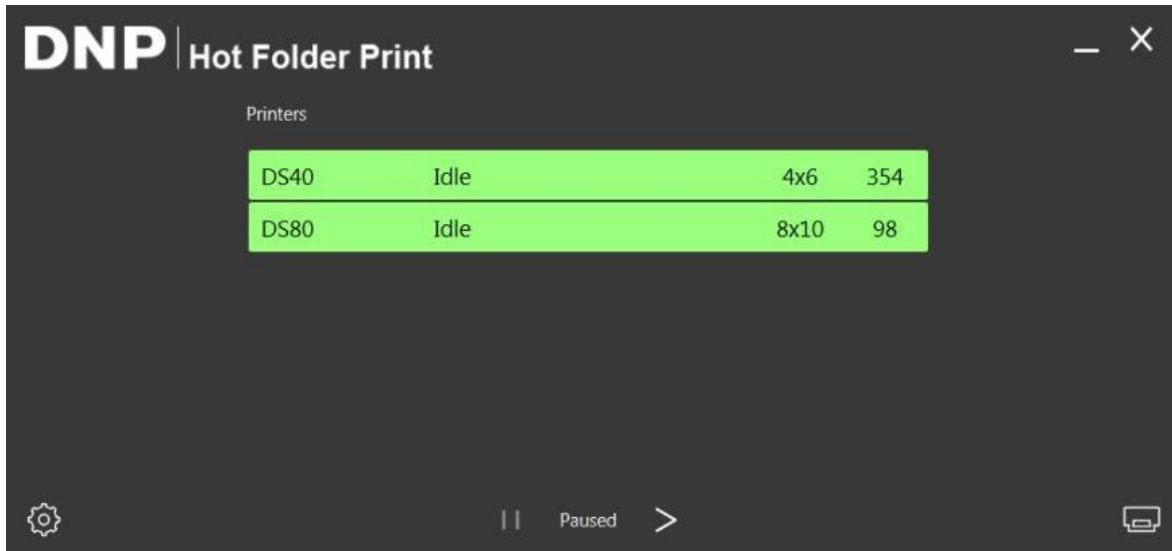 DNP Hot Folder Print
Printers
DS40 Idle 4x6 354
DS80 Idle 8x10 98
Paused